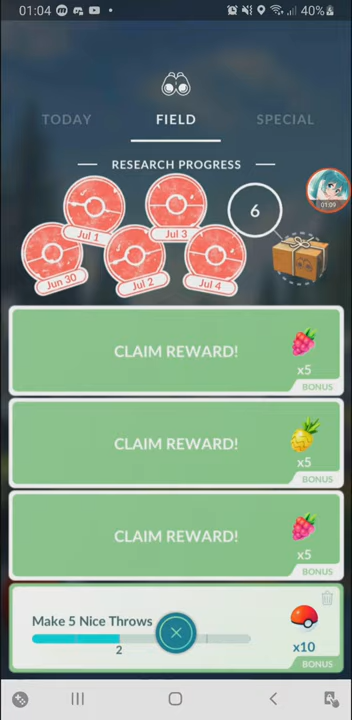 01:04
40%
TODAY
FIELD
SPECIAL
RESEARCH PROGRESS
6
01:09
Jul 1
Jul 3
Jun 30
Jul 2
Jul 4
CLAIM REWARD!
x5
BONUS
CLAIM REWARD!
x5
BONUS
CLAIM REWARD!
x5
BONUS
Make 5 Nice Throws
2
x10
BONUS